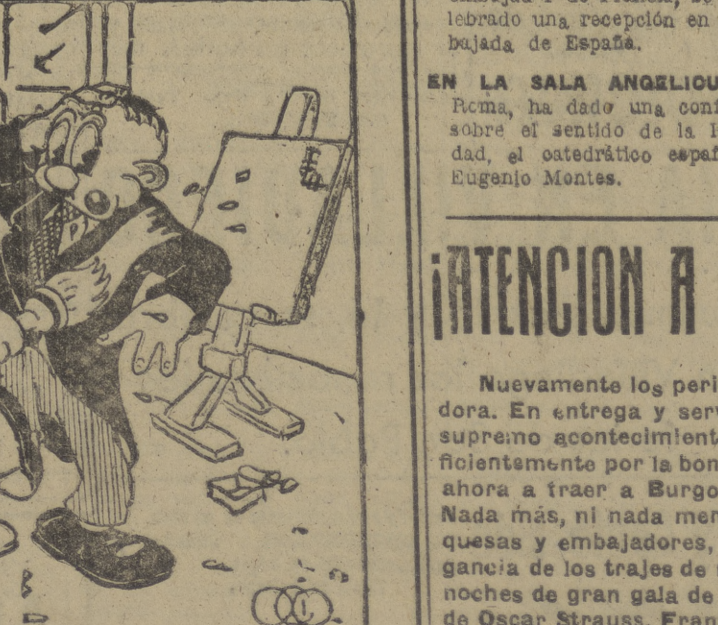 lebrado una recepción en
bajada de España.
EN LA SALA ANGELICU
Roma, ha dado una con
sobre el sentido de la
dad, el catedrático espa
Eugenio Montes.
¡ATENCION A
Nuevamente los peri
dora. En entrega y ser
supremo acontecimient
ficientemente por la bon
ahora a traer a Burgo
Nada más, ni nada mer
quesas y embajadores,
gancia de los trajes de
noches de gran gala de
de Oscar Strauss. Fran